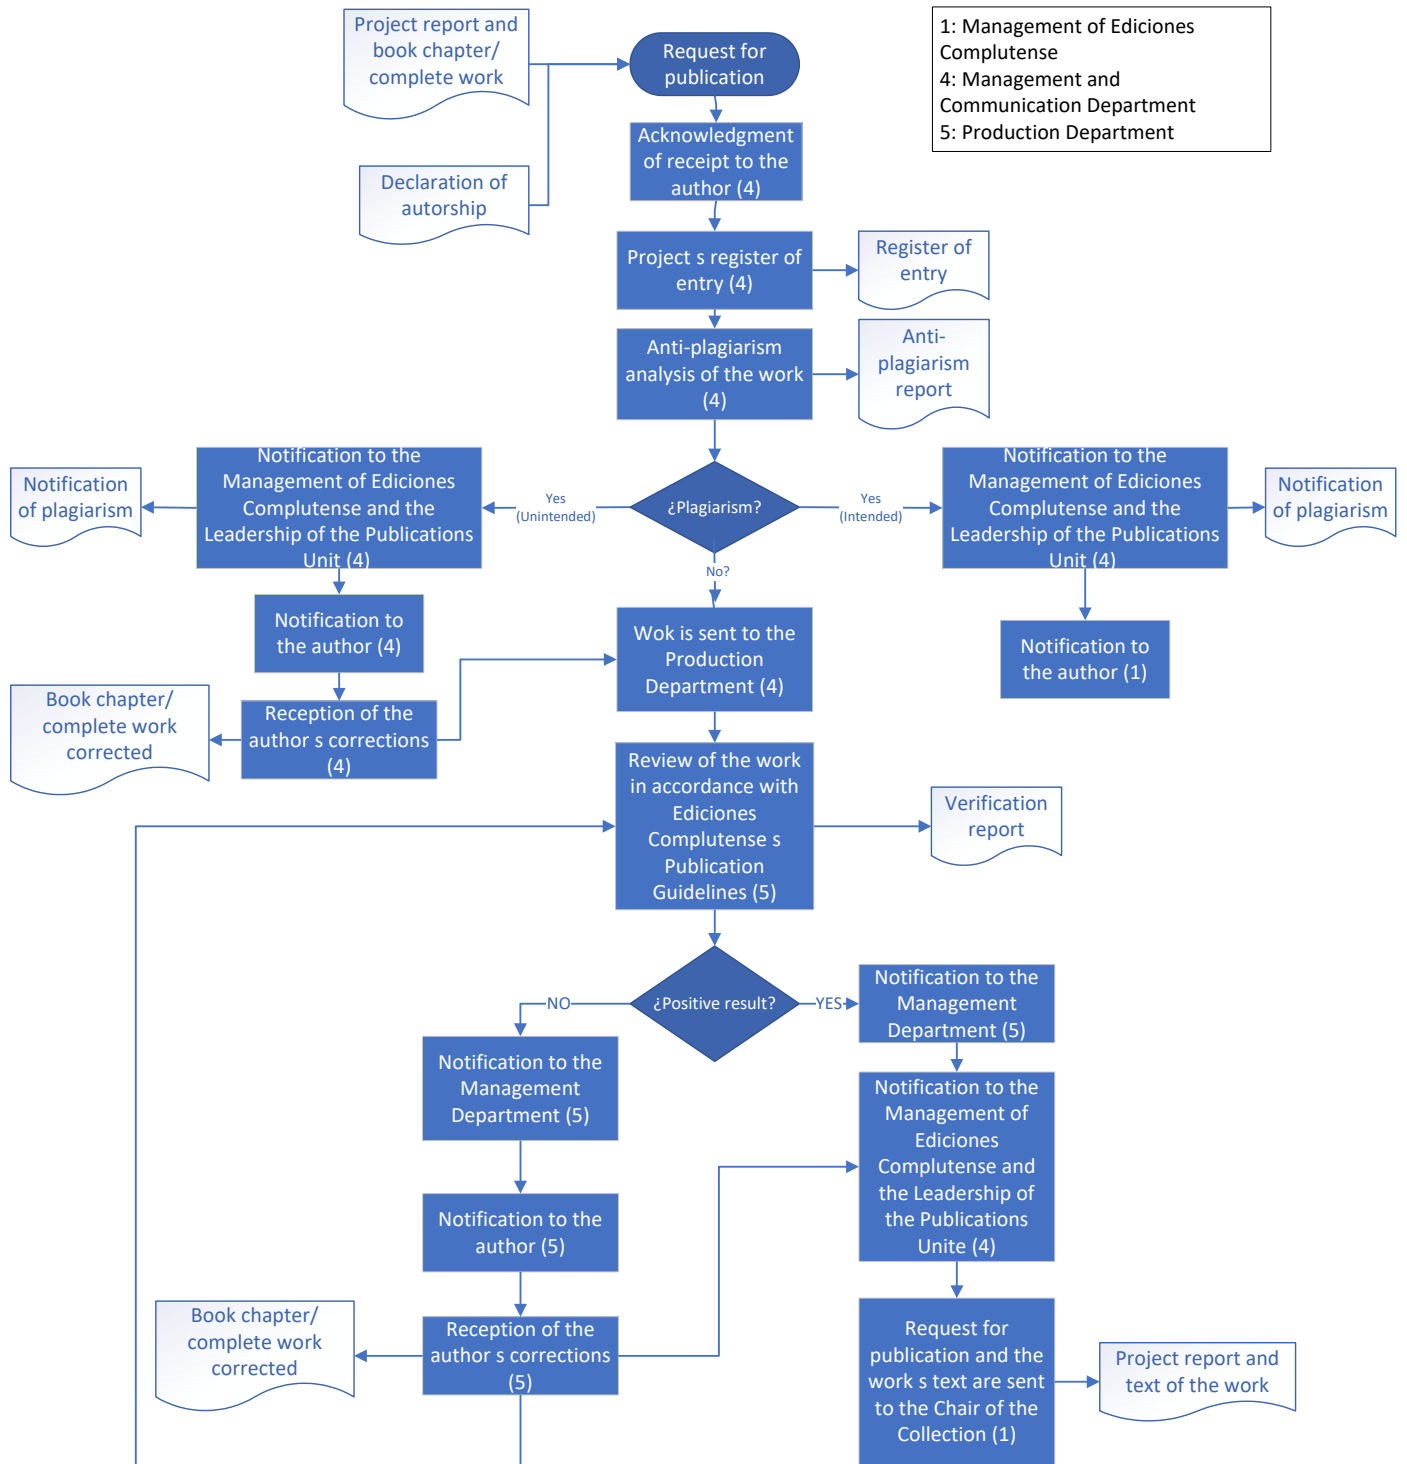 Project report and
book chapter/
complete work
Request for
publication
1: Management of Ediciones
Complutense
4: Management and
Communication Department
5: Production Department
Acknowledgment
of receipt to the
author (4)
Declaration of
autorship
Project s register of
entry (4)
Register of
entry
Anti-plagiarism
analysis of the work
(4)
Anti-
plagiarism
report
Notification
of plagiarism
Notification to the
Management of Ediciones
Complutense and the
Leadership of the Publications
Unit (4)
Yes
(Unintended)
¿Plagiarism?
Yes
(Intended)
Notification to the
Management of Ediciones
Complutense and the
Leadership of the Publications
Unit (4)
Notification
of plagiarism
No?
Notification to
the author (4)
Wok is sent to the
Production
Department (4)
Notification to
the author (1)
Book chapter/
complete work
corrected
Reception of the
author s corrections
(4)
Review of the work
in accordance with
Ediciones
Complutense s
Publication
Guidelines (5)
Verification
report
NO
¿Positive result?
YES
Notification to the
Management
Department (5)
Notification to the
Management
Department (5)
Notification to the
Management of
Ediciones
Complutense and
the Leadership of
the Publications
Unite (4)
Notification to the
author (5)
Book chapter/
complete work
corrected
Reception of the
author s corrections
(5)
Request for
publication and the
work s text are sent
to the Chair of the
Collection (1)
Project report and
text of the work